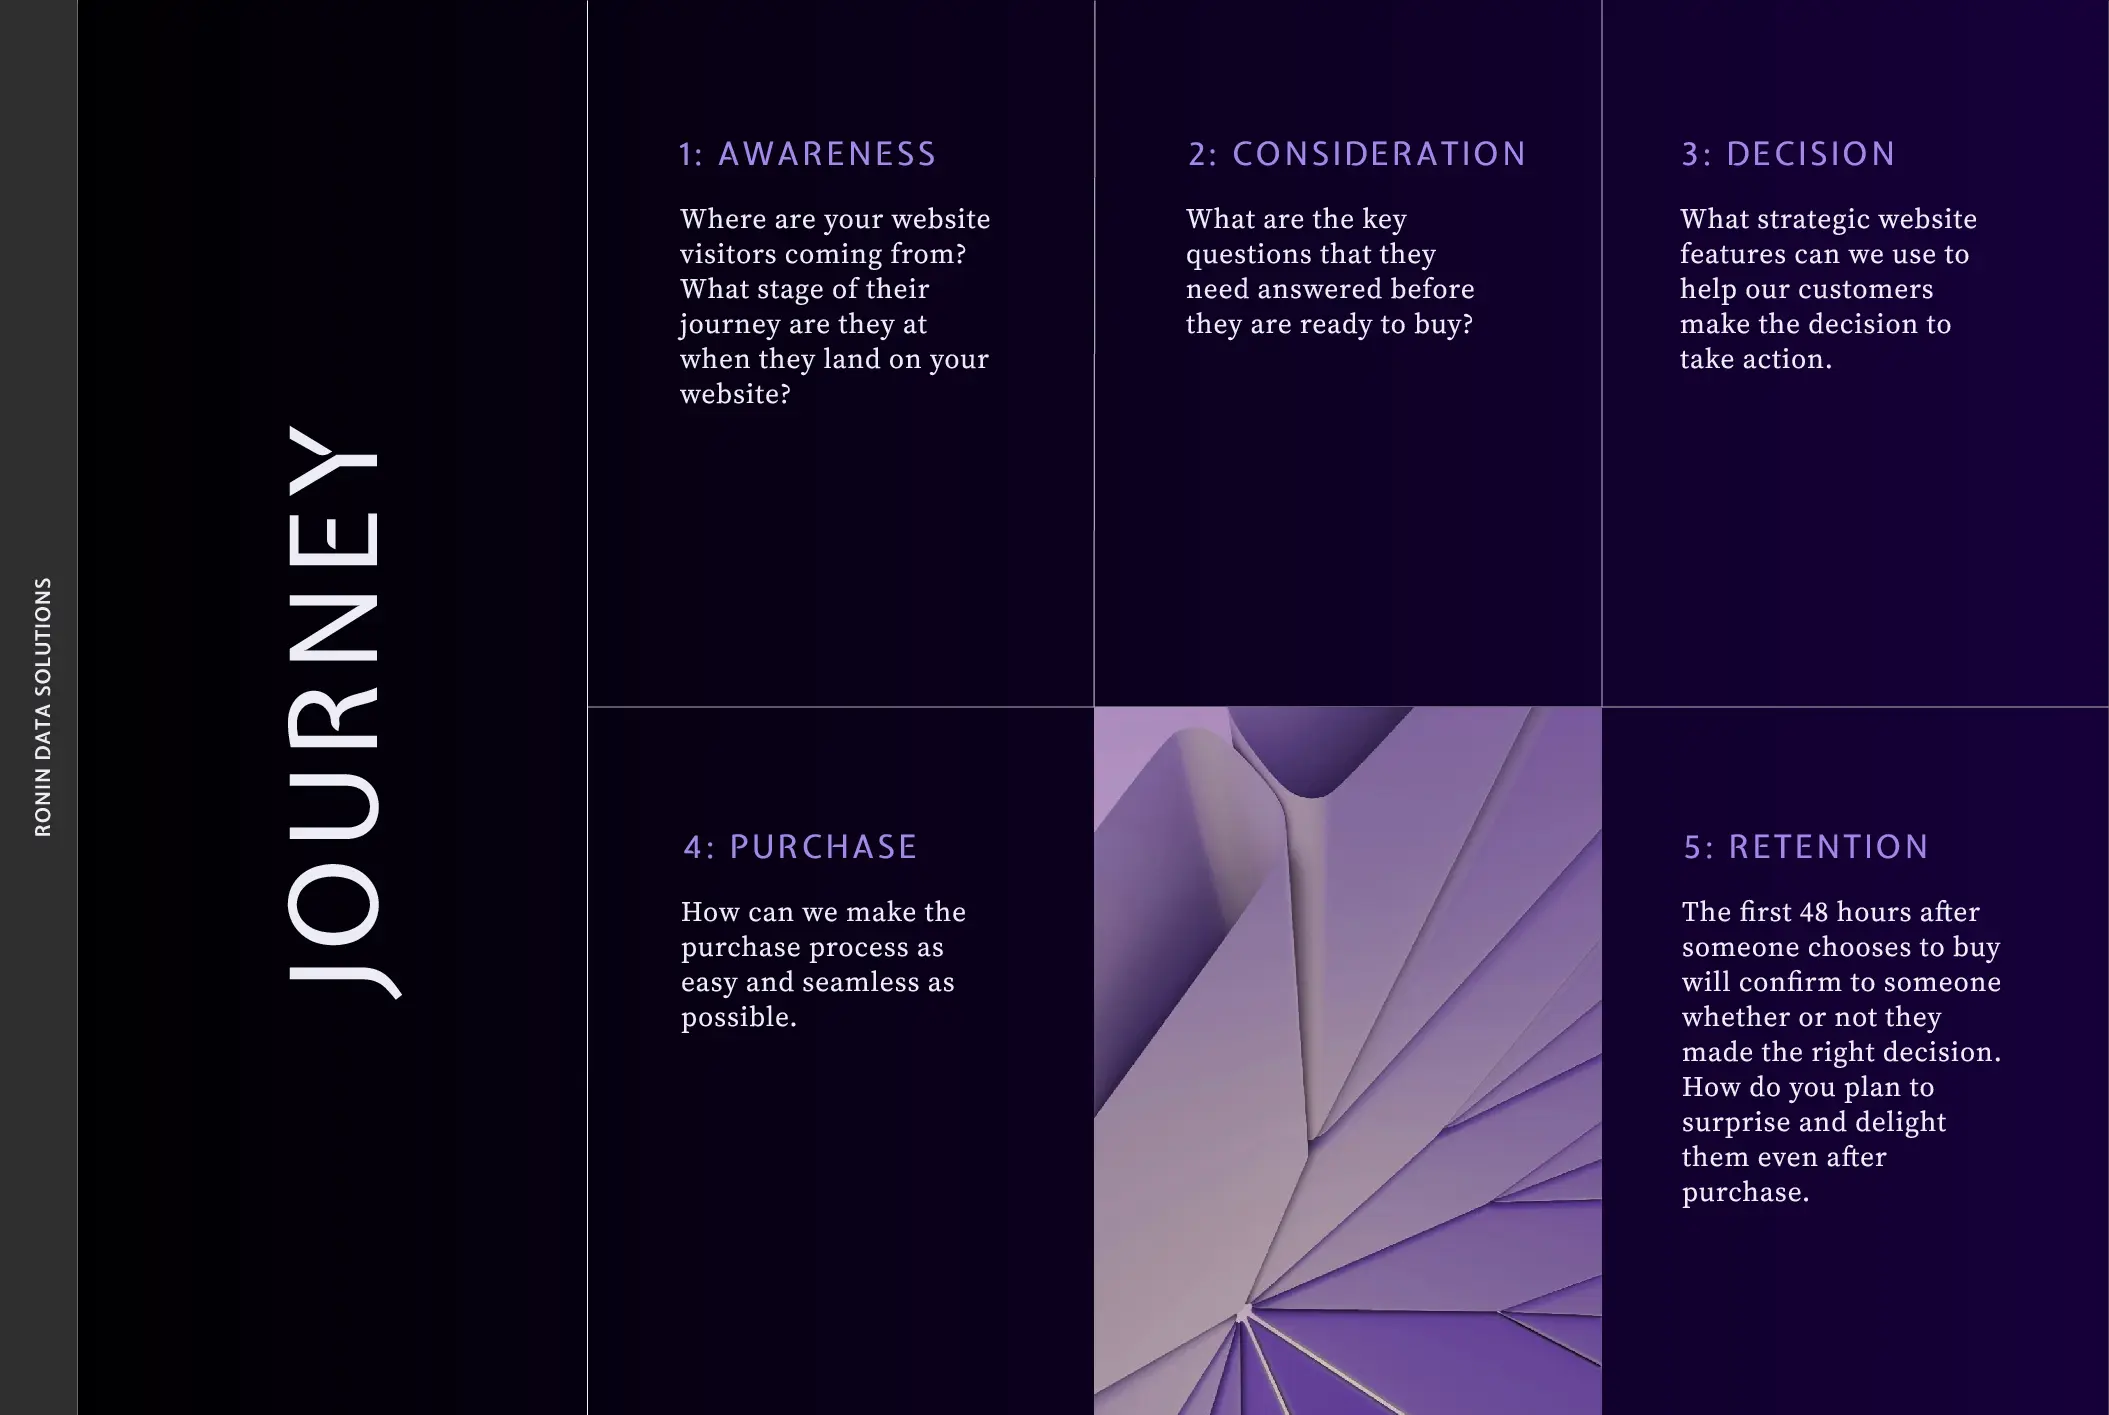 RONIN DATA SOLUTIONS
JOURNEY
1: AWARENESS
Where are your website
visitors coming from?
What stage of their
journey are they at
when they land on your
website?
2: CONSIDERATION
What are the key
questions that they
need answered before
they are ready to buy?
3: DECISION
What strategic website
features can we use to
help our customers
make the decision to
take action.
4: PURCHASE
How can we make the
purchase process as
easy and seamless as
possible.
5: RETENTION
The first 48 hours after
someone chooses to buy
will confirm to someone
whether or not they
made the right decision.
How do you plan to
surprise and delight
them even after
purchase.